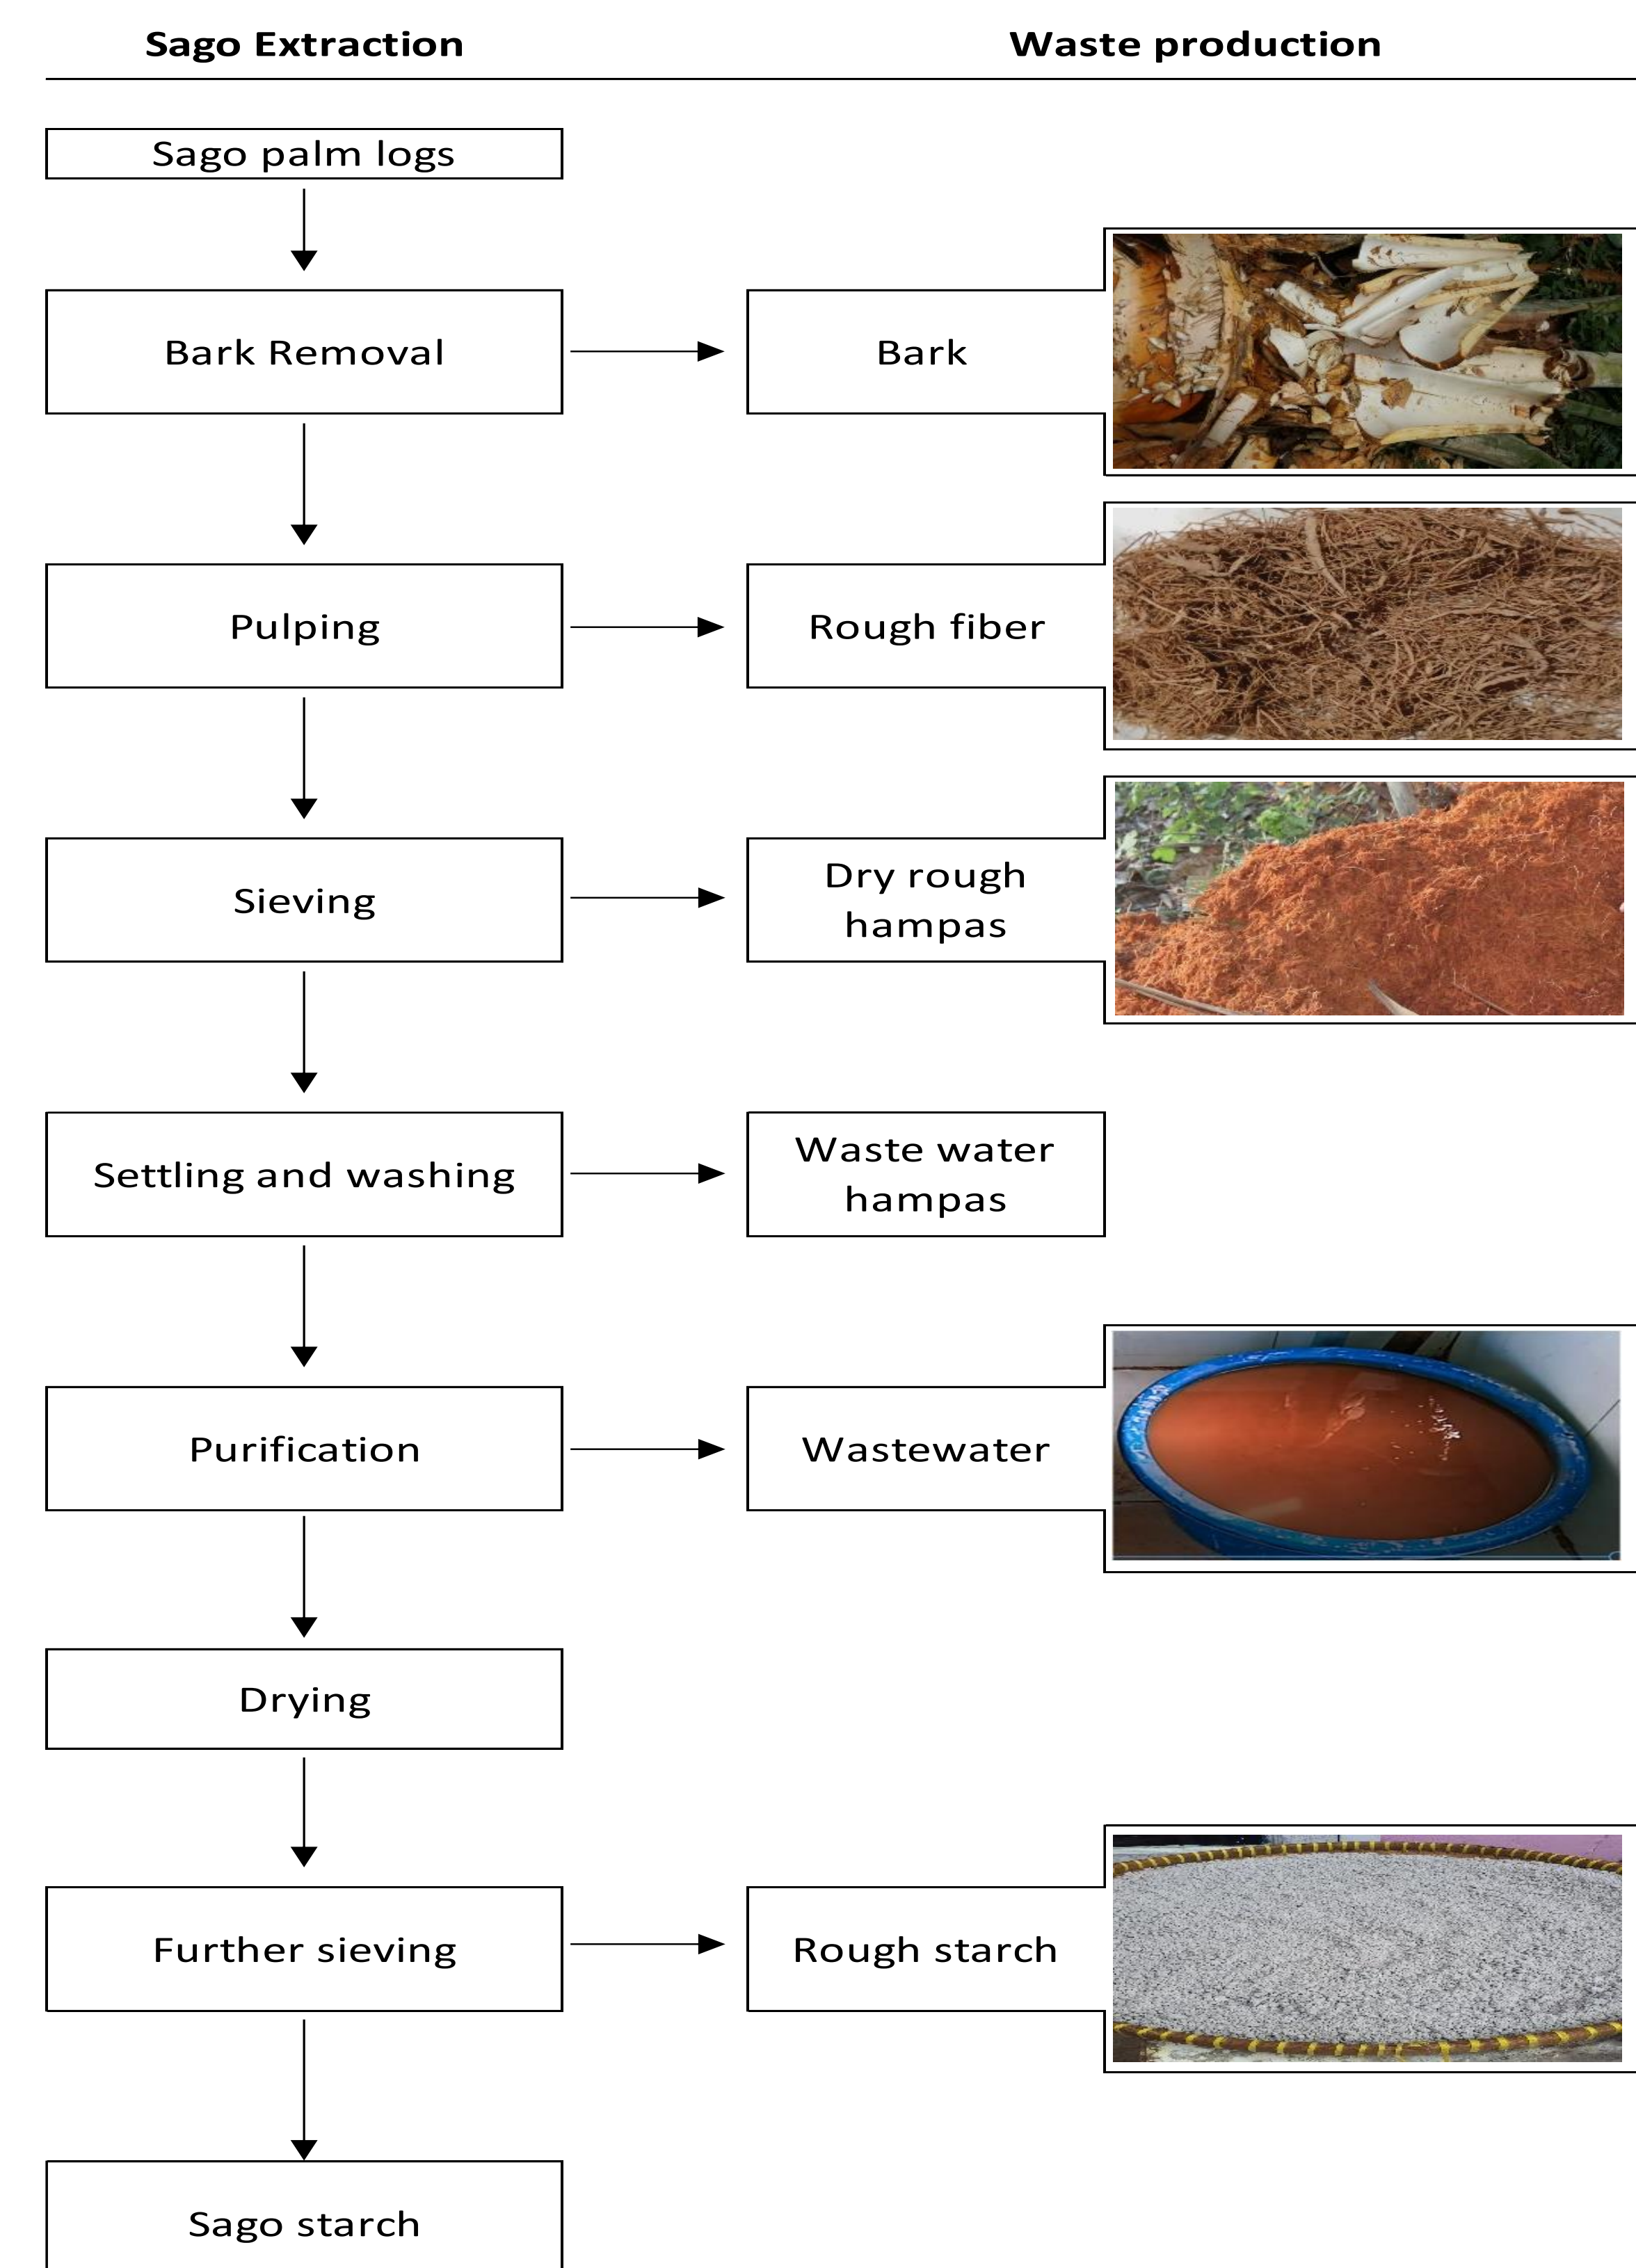 Sago Extraction
Waste production
Sago palm logs
Bark Removal
Bark
Pulping
Rough fiber
Sieving
Dry rough
hampas
Settling and washing
Waste water
hampas
Purification
Wastewater
Drying
Further sieving
Rough starch
Sago starch